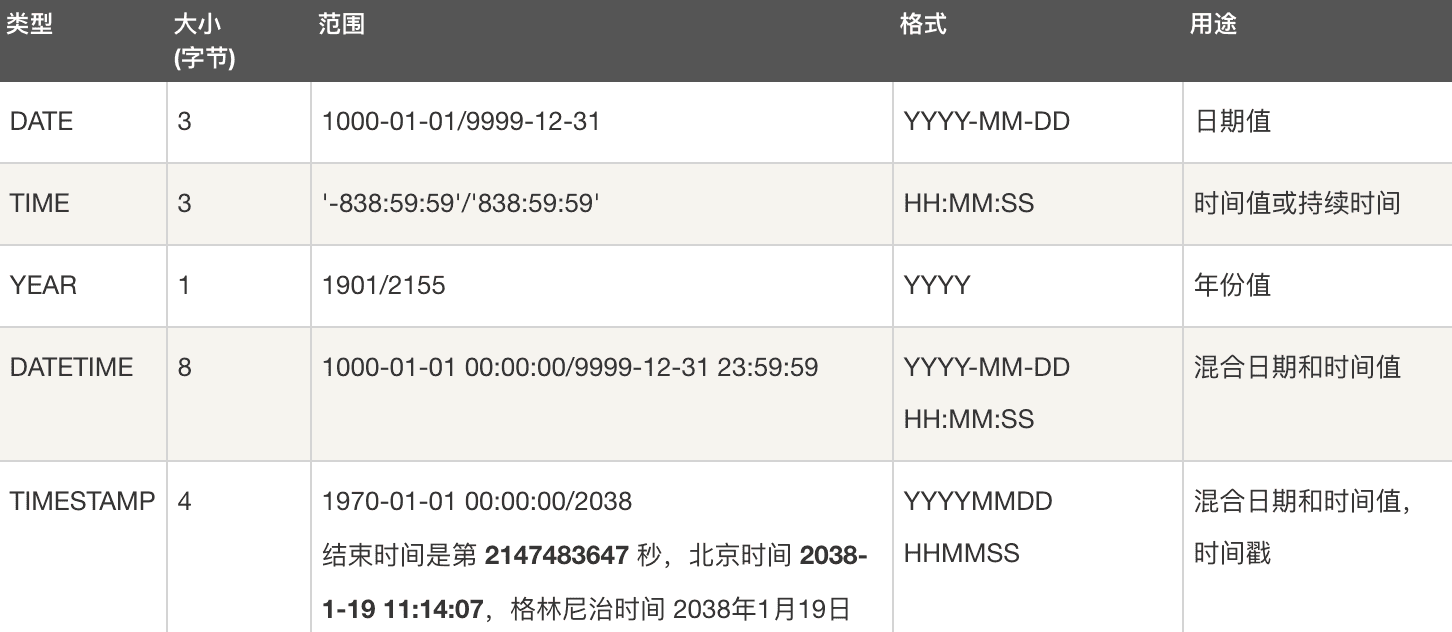 类型 大小 范围 格式 用途
(字节)
DATE 3 1000-01-01/9999-12-31 YYYY-MM-DD 日期值
TIME 3 '-838:59:59'/'838:59:59' HH:MM:SS 时间值或持续时间
YEAR 1 1901/2155 YYYY 年份值
DATETIME 8 1000-01-01 00:00:00/9999-12-31 23:59:59 YYYY-MM-DD 混合日期和时间值
HH:MM:SS
TIMESTAMP 4 1970-01-01 00:00:00/2038 YYYYMMDD 混合日期和时间值，
结束时间是第 2147483647 秒，北京时间 2038- HHMMSS 时间戳
1-19 11:14:07，格林尼治时间 2038年1月19日